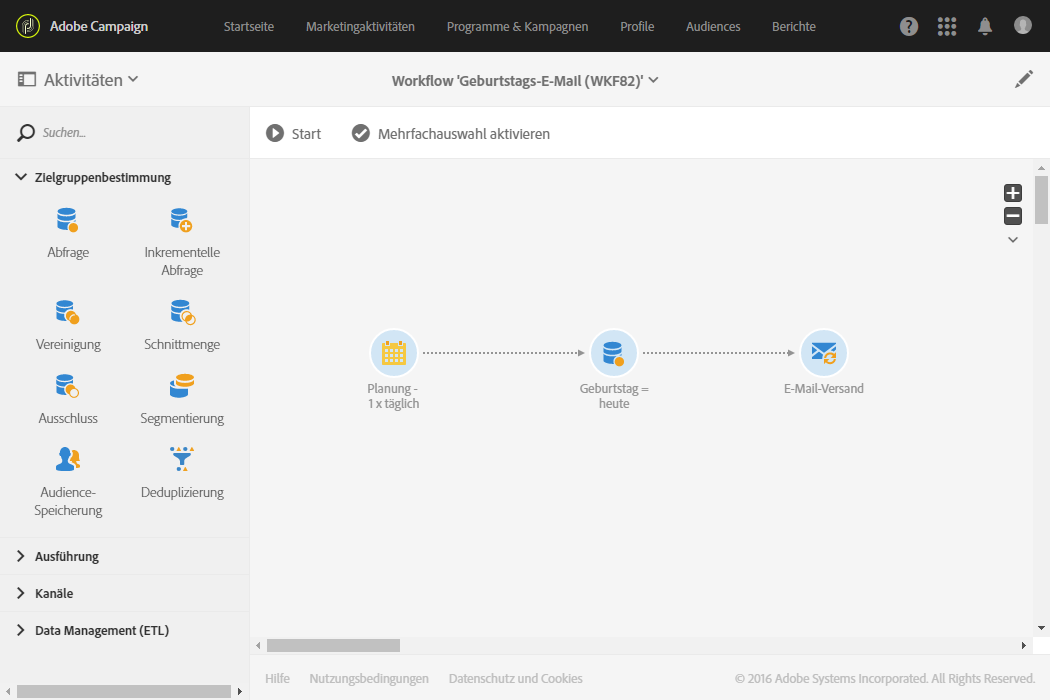 Adobe Campaign
Startseite
Marketingaktivitäten
Programme & Kampagnen
Profile
Audiences
Berichte
?
Aktivitäten
Workflow 'Geburtstags-E-Mail (WKF82)'
Suchen...
Start
Mehrfachauswahl aktivieren
Zielgruppenbestimmung
Abfrage
Inkrementelle
Abfrage
Vereinigung
Schnittmenge
Ausschluss
Segmentierung
Audience-
Speicherung
Deduplizierung
Ausführung
Kanäle
Data Management (ETL)
Planung -
1 x täglich
Geburtstag =
heute
E-Mail-Versand
Hilfe
Nutzungsbedingungen
Datenschutz und Cookies
© 2016 Adobe Systems Incorporated. All Rights Reserved.